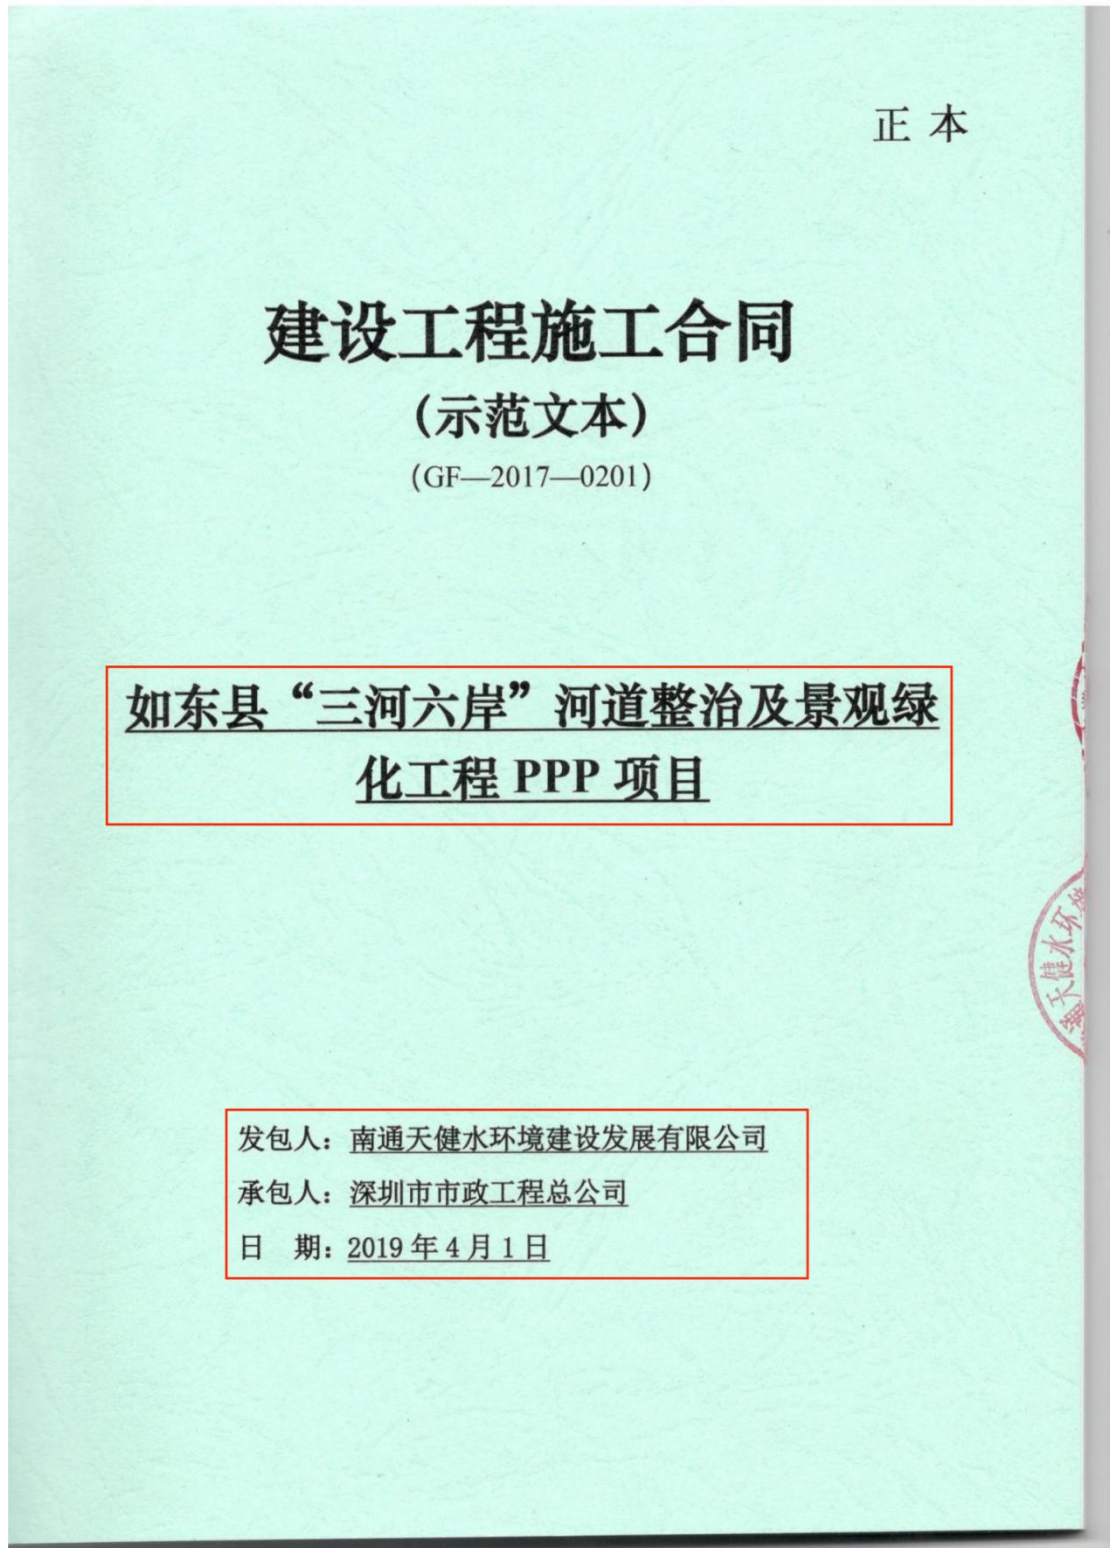 正 本
建设工程施工合同
（示范文本）
（GF—2017—0201）
如东县“三河六岸”河道整治及景观绿
化工程 PPP 项目
发包人：南通天健水环境建设发展有限公司
承包人：深圳市市政工程总公司
日 期：2019 年 4 月 1 日
天健水环